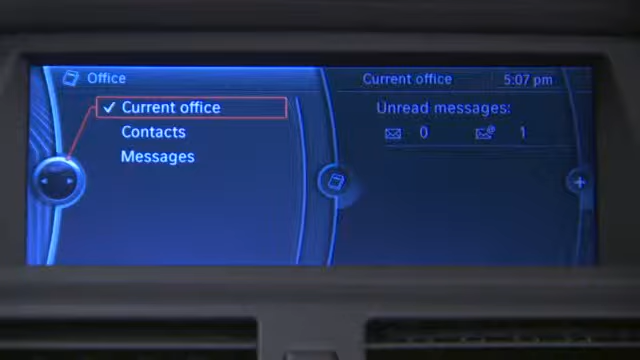 Office
Current office 5:07 pm
✓ Current office
Contacts
Messages
Unread messages:
0 1